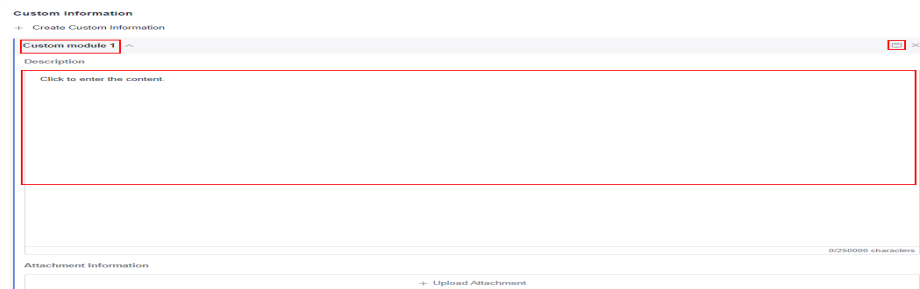 Custom Information
+ Create Custom Information
Custom module 1
Description
Click to enter the content.
0/250000 characters
Attachment Information
+ Upload Attachment